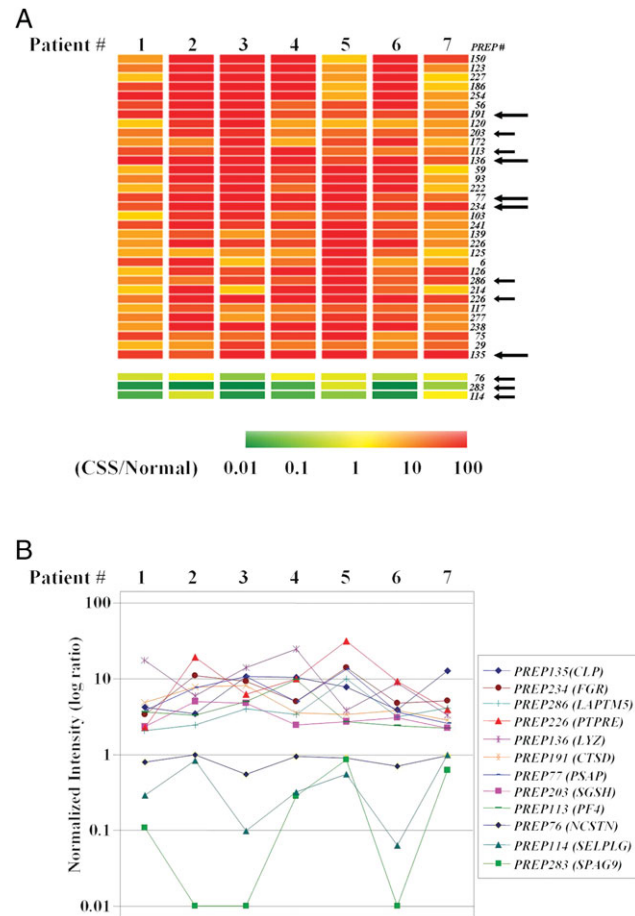 A
Patient # 1 2 3 4 5 6 7 PREP #
150
123
227
186
254
56
191
120
203
172
113
136
59
93
222
77
234
103
241
139
226
125
6
126
286
214
226
117
277
238
75
29
135
76
283
114
(CSS/Normal) 0.01 0.1 1 10 100
B
Patient # 1 2 3 4 5 6 7
Normalized Intensity (log ratio)
100
10
1
0.1
0.01
PREP135(CLP)
PREP234 (FGR)
PREP286 (LAPTM5)
PREP226 (PTPRE)
PREP136 (LYZ)
PREP191 (CTSD)
PREP77 (PSAP)
PREP203 (SGSH)
PREP113 (PF4)
PREP76 (NCSTN)
PREP114 (SELPLG)
PREP283 (SPAG9)